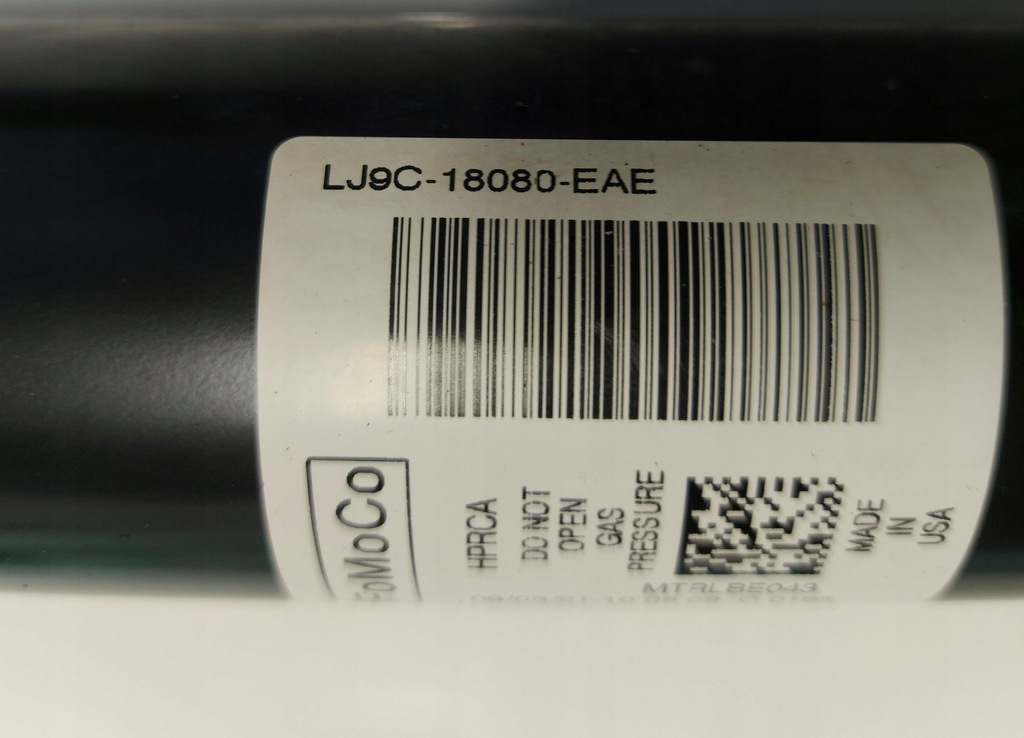 LJ9C-18080-EAE
FoMoCo
HPRCA
DO NOT
OPEN
GAS
PRESSURE
MADE
IN
USA
MTRLBE043